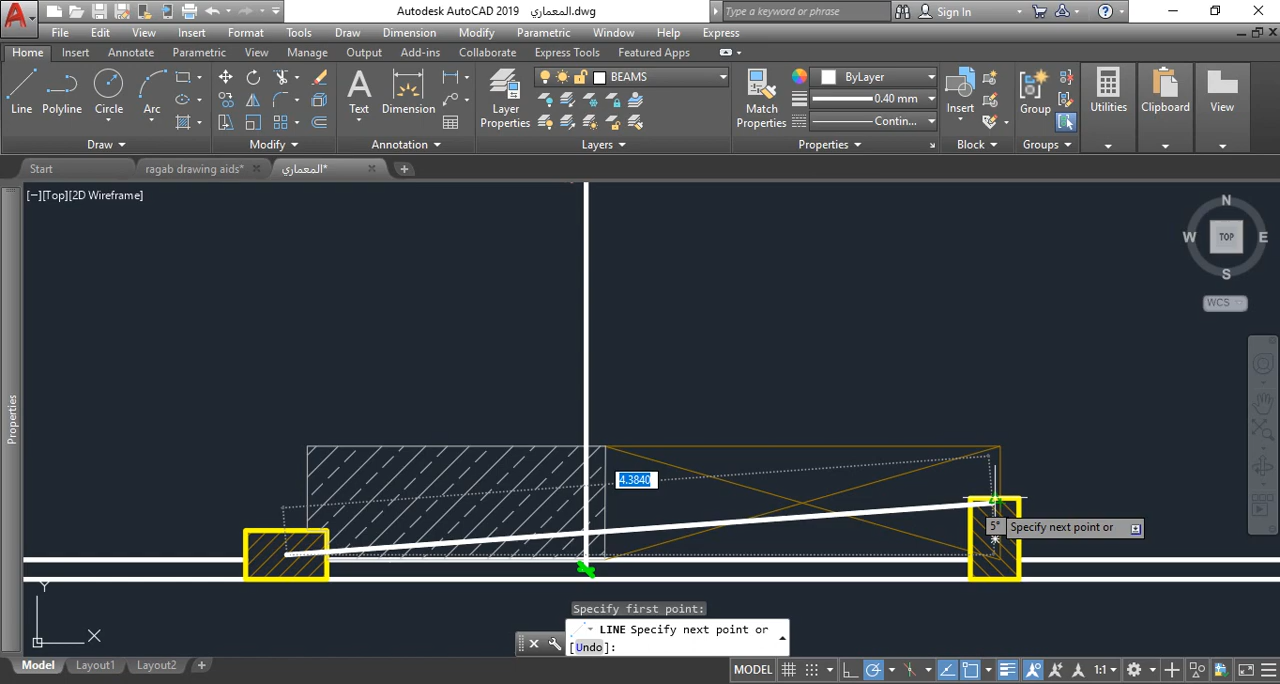 Autodesk AutoCAD 2019 المعماري.dwg
Type a keyword or phrase
Sign In
File Edit View Insert Format Tools Draw Dimension Modify Parametric Window Help Express
Home Insert Annotate Parametric View Manage Output Add-ins Collaborate Express Tools Featured Apps
BEAMS
ByLayer
0.40 mm
Contin...
Line Polyline Circle Arc
Text Dimension
Layer Properties
Match Properties
Insert
Group
Utilities
Clipboard
View
Draw Modify Annotation Layers Properties Block Groups
Start ragab drawing aids* المعماري*
[−][Top][2D Wireframe]
N
W TOP E
S
WCS
Properties
4.3840
5° Specify next point or
Y
X
Specify first point:
LINE Specify next point or
[Undo]:
Model Layout1 Layout2
MODEL 1:1